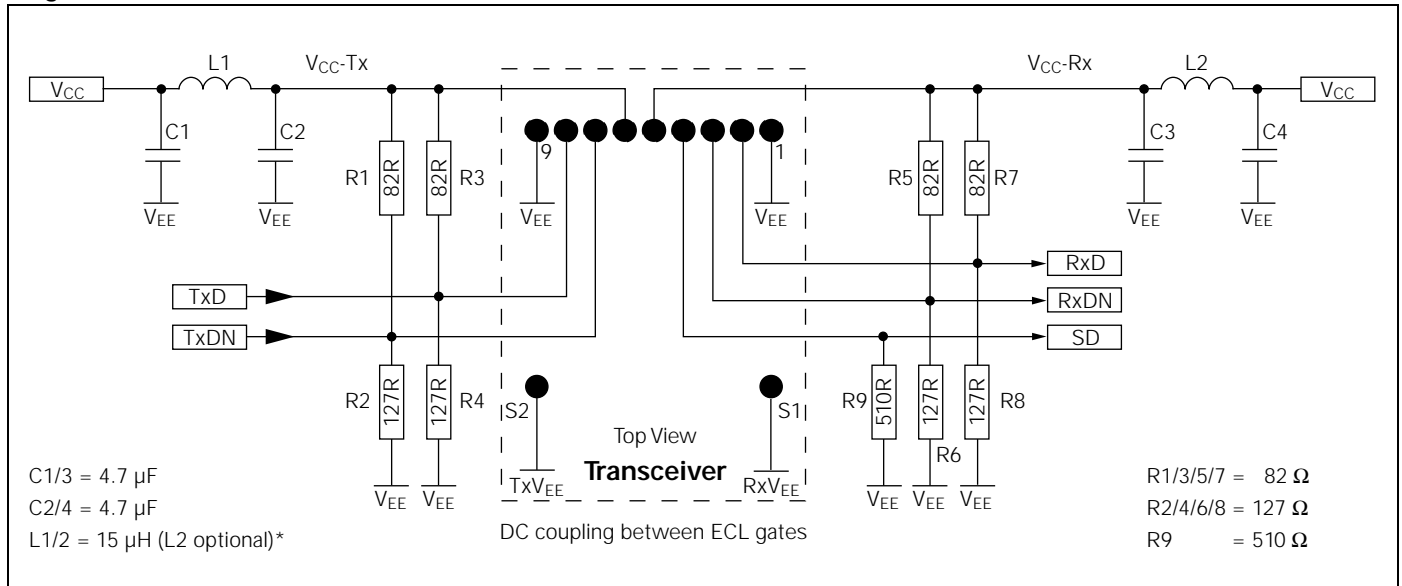 L1
VCC-Tx
VCC-Rx
L2
VCC
VCC
C1
C2
9
1
C3
C4
R1
82R
82R
R3
R5
82R
82R
R7
VEE
VEE
VEE
VEE
VEE
VEE
TxD
RxD
RxDN
TxDN
SD
R2
127R
127R
R4
S2
S1
R9
510R
127R
127R
R8
Top View
R6
Transceiver
TxVEE
RxVEE
VEE
VEE
VEE
VEE
VEE
DC coupling between ECL gates
C1/3 = 4.7 µF
C2/4 = 4.7 µF
L1/2 = 15 µH (L2 optional)*
R1/3/5/7 = 82 Ω
R2/4/6/8 = 127 Ω
R9 = 510 Ω